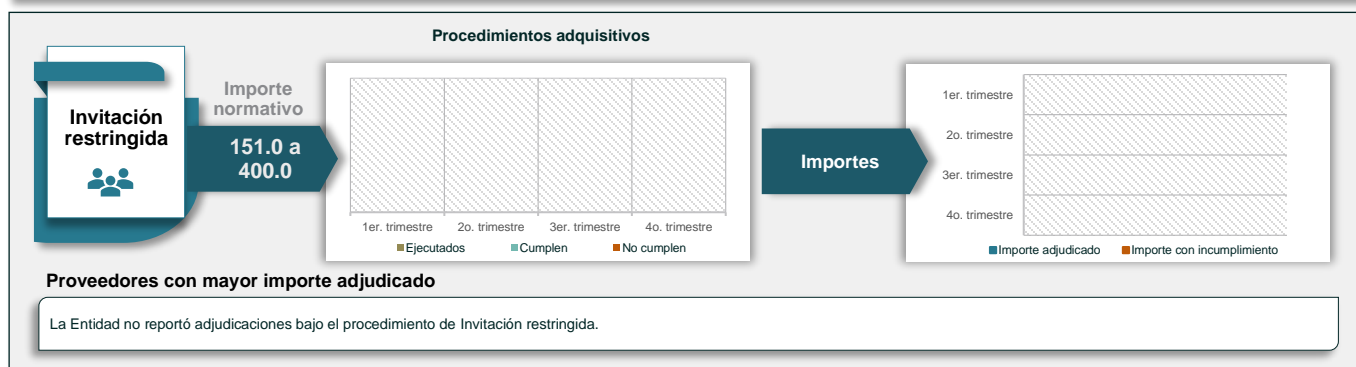 Procedimientos adquisitivos
Invitación
restringida
Importe
normativo
151.0 a
400.0
1er. trimestre
2o. trimestre
3er. trimestre
4o. trimestre
Ejecutados
Cumplen
No cumplen
Importes
1er. trimestre
2o. trimestre
3er. trimestre
4o. trimestre
Importe adjudicado
Importe con incumplimiento
Proveedores con mayor importe adjudicado
La Entidad no reportó adjudicaciones bajo el procedimiento de Invitación restringida.